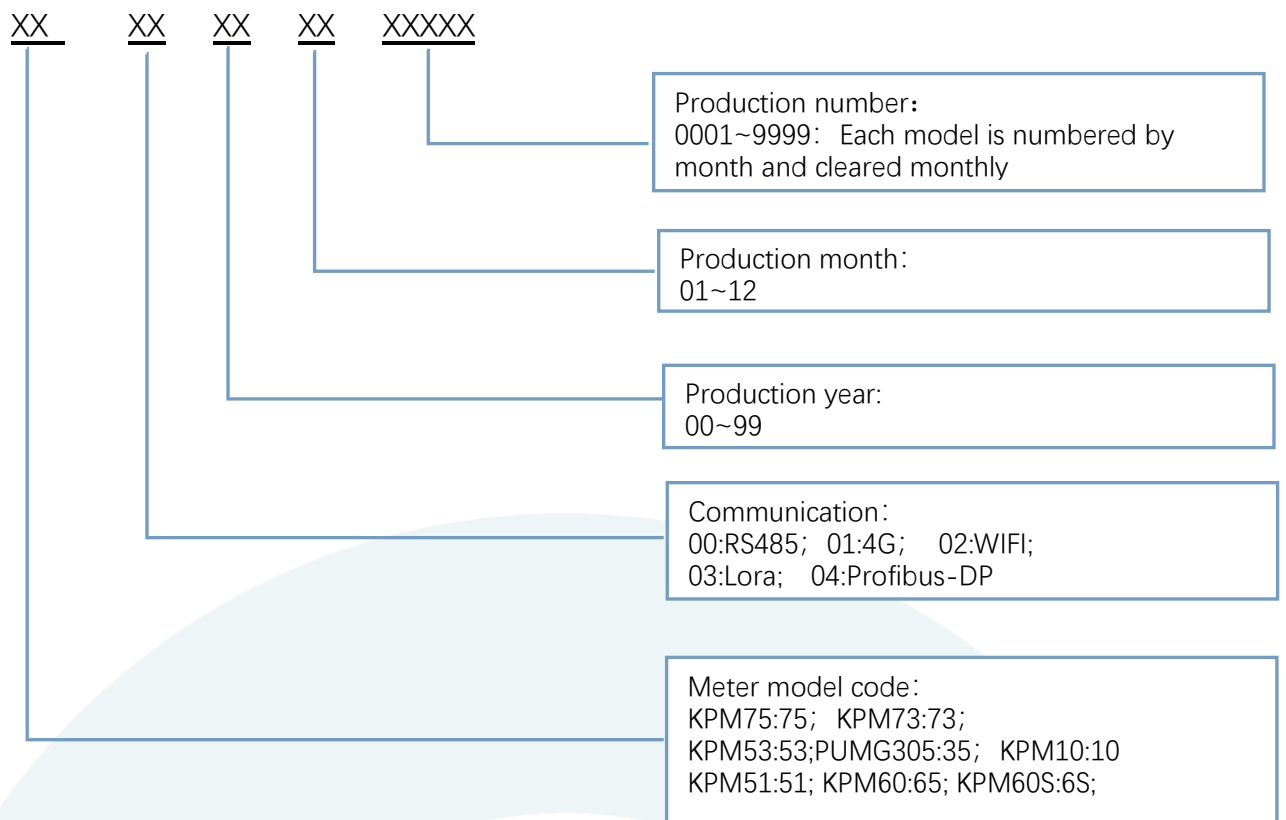 XX XX XX XX XXXXX
Production number：
0001~9999： Each model is numbered by
month and cleared monthly
Production month：
01~12
Production year:
00~99
Communication：
00:RS485； 01:4G； 02:WIFI;
03:Lora; 04:Profibus-DP
Meter model code：
KPM75:75； KPM73:73；
KPM53:53;PUMG305:35； KPM10:10
KPM51:51; KPM60:65; KPM60S:6S;